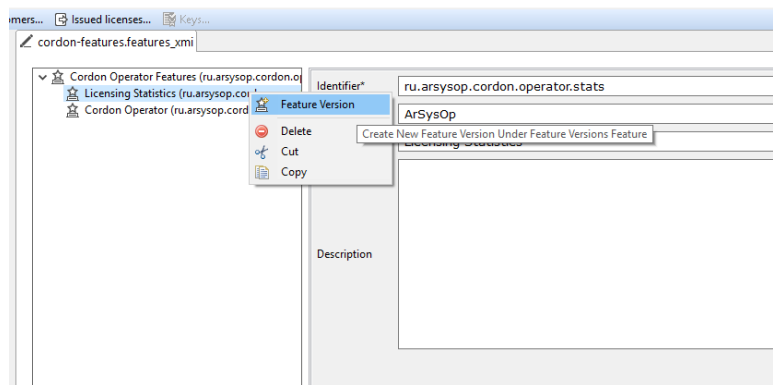 omers... Issued licenses... Keys...
cordon-features.features_xmi
Cordon Operator Features (ru.arsysop.cordon.o
Licensing Statistics (ru.arsysop.co
Cordon Operator (ru.arsysop.cord
Feature Version
Delete
Cut
Copy
Create New Feature Version Under Feature Versions Feature
Identifier*
ru.arsysop.cordon.operator.stats
ArSysOp
Licensing Statistics
Description